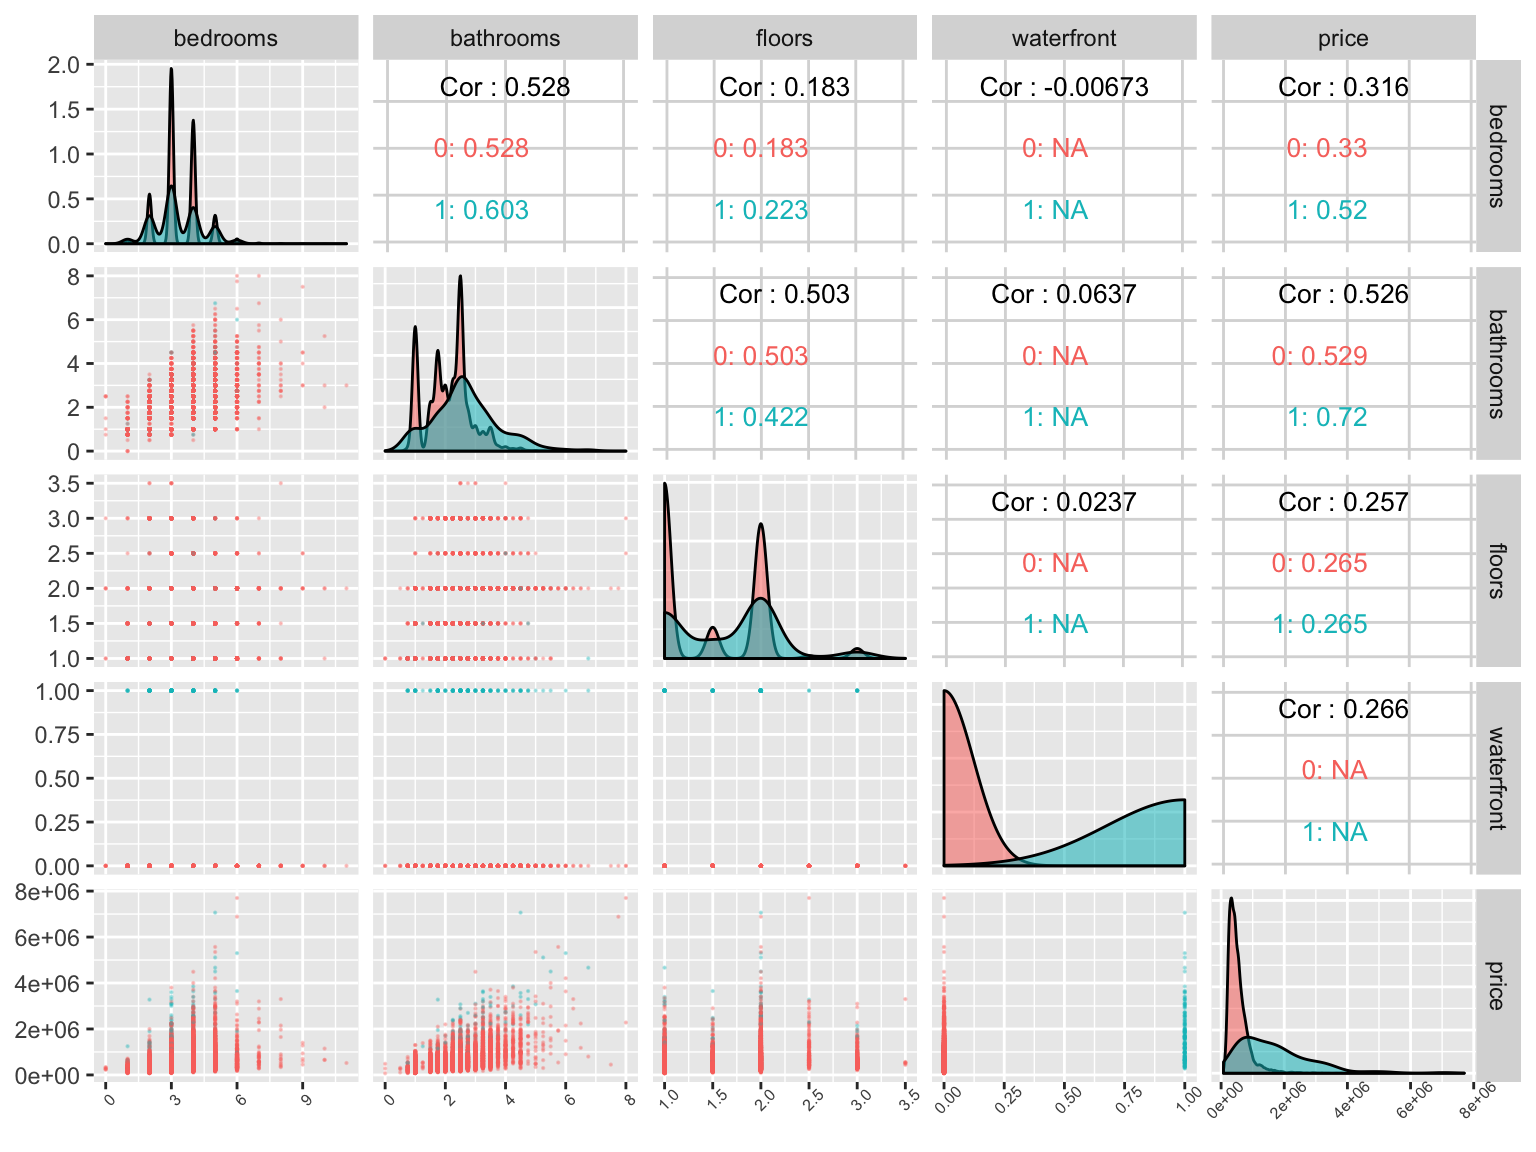 bedrooms bathrooms floors waterfront price
2.0
1.5
1.0
0.5
0.0
Cor : 0.528
0: 0.528
1: 0.603
Cor : 0.183
0: 0.183
1: 0.223
Cor : -0.00673
0: NA
1: NA
Cor : 0.316
0: 0.33
1: 0.52
bedrooms
8
6
4
2
0
Cor : 0.503
0: 0.503
1: 0.422
Cor : 0.0637
0: NA
1: NA
Cor : 0.526
0: 0.529
1: 0.72
bathrooms
3.5
3.0
2.5
2.0
1.5
1.0
Cor : 0.0237
0: NA
1: NA
Cor : 0.257
0: 0.265
1: 0.265
floors
1.00
0.75
0.50
0.25
0.00
Cor : 0.266
0: NA
1: NA
waterfront
8e+06
6e+06
4e+06
2e+06
0e+00
price
0 3 6 9
0 2 4 6 8
1.0 1.5 2.0 2.5 3.0 3.5
0.00 0.25 0.50 0.75 1.00
0e+00 2e+06 4e+06 6e+06 8e+06